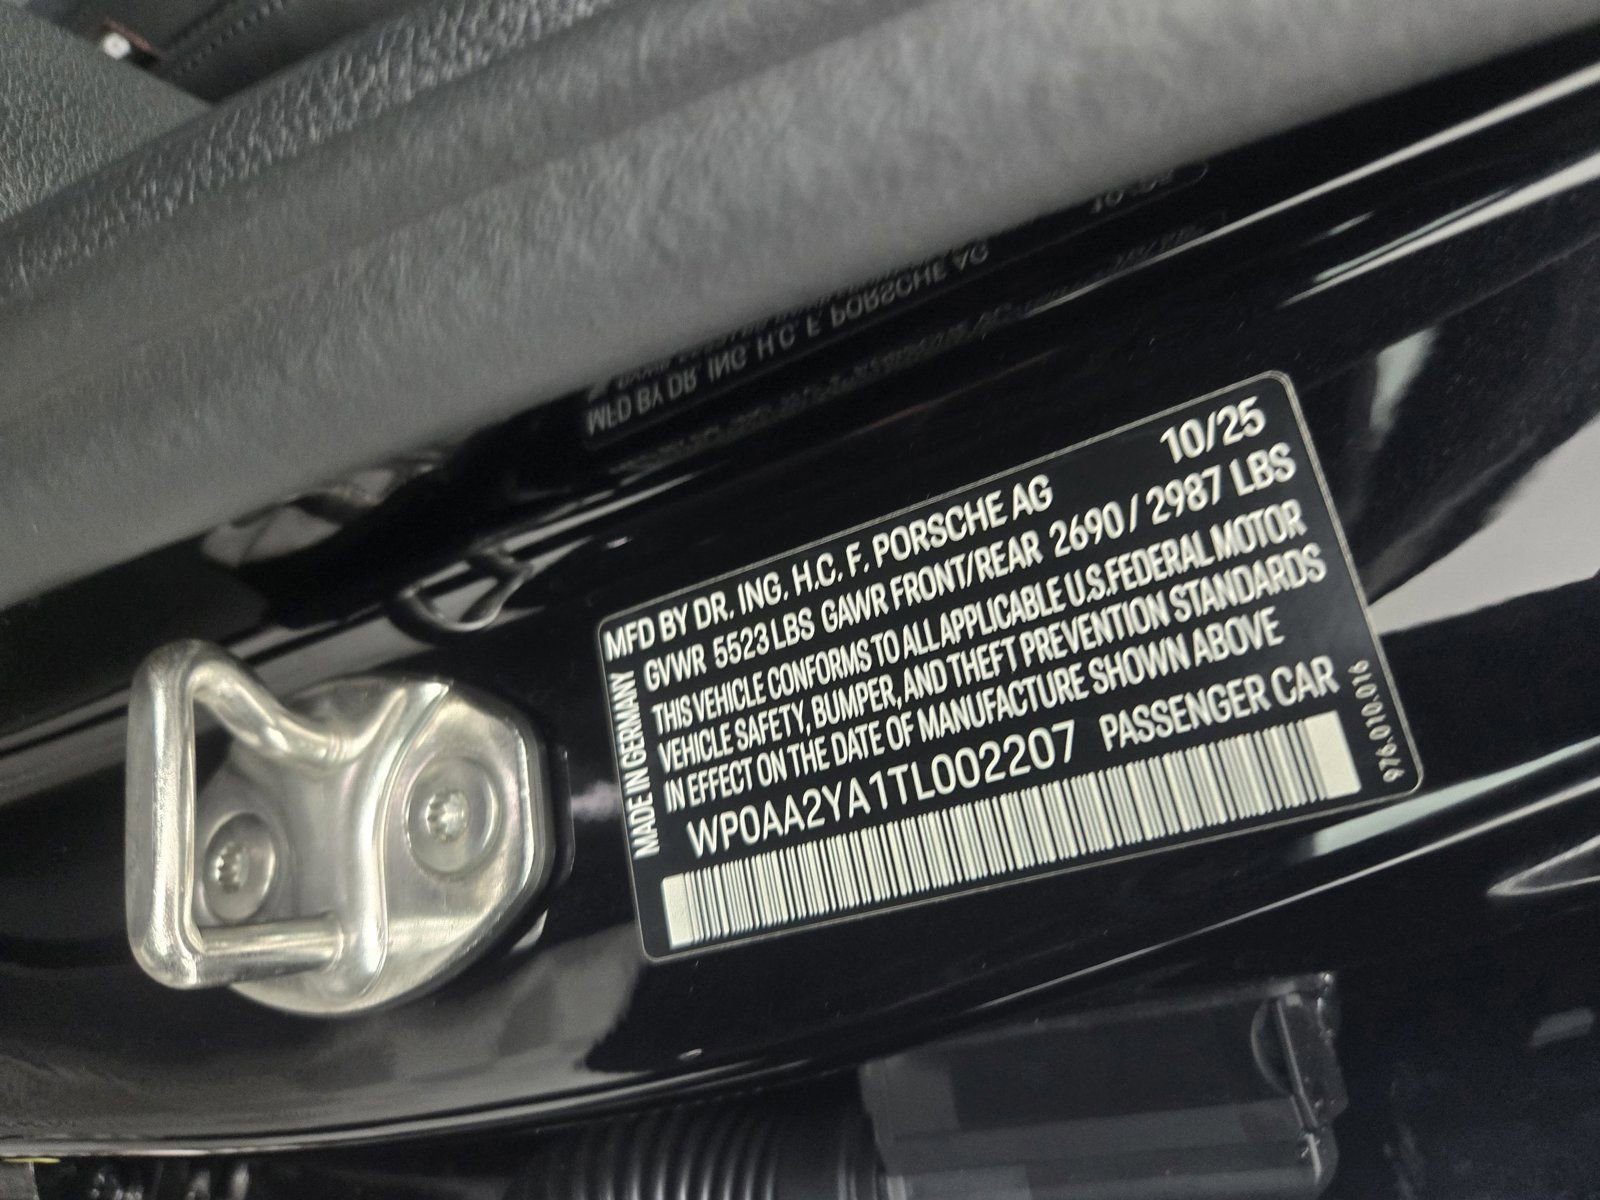 MFD BY DR. ING. H.C. F. PORSCHE AG 10/25
GVWR 5523 LBS GAWR FRONT/REAR 2690 / 2987 LBS
THIS VEHICLE CONFORMS TO ALL APPLICABLE U.S.FEDERAL MOTOR
VEHICLE SAFETY, BUMPER, AND THEFT PREVENTION STANDARDS
IN EFFECT ON THE DATE OF MANUFACTURE SHOWN ABOVE
WP0AA2YA1TL002207 PASSENGER CAR
MADE IN GERMANY
976.010.016